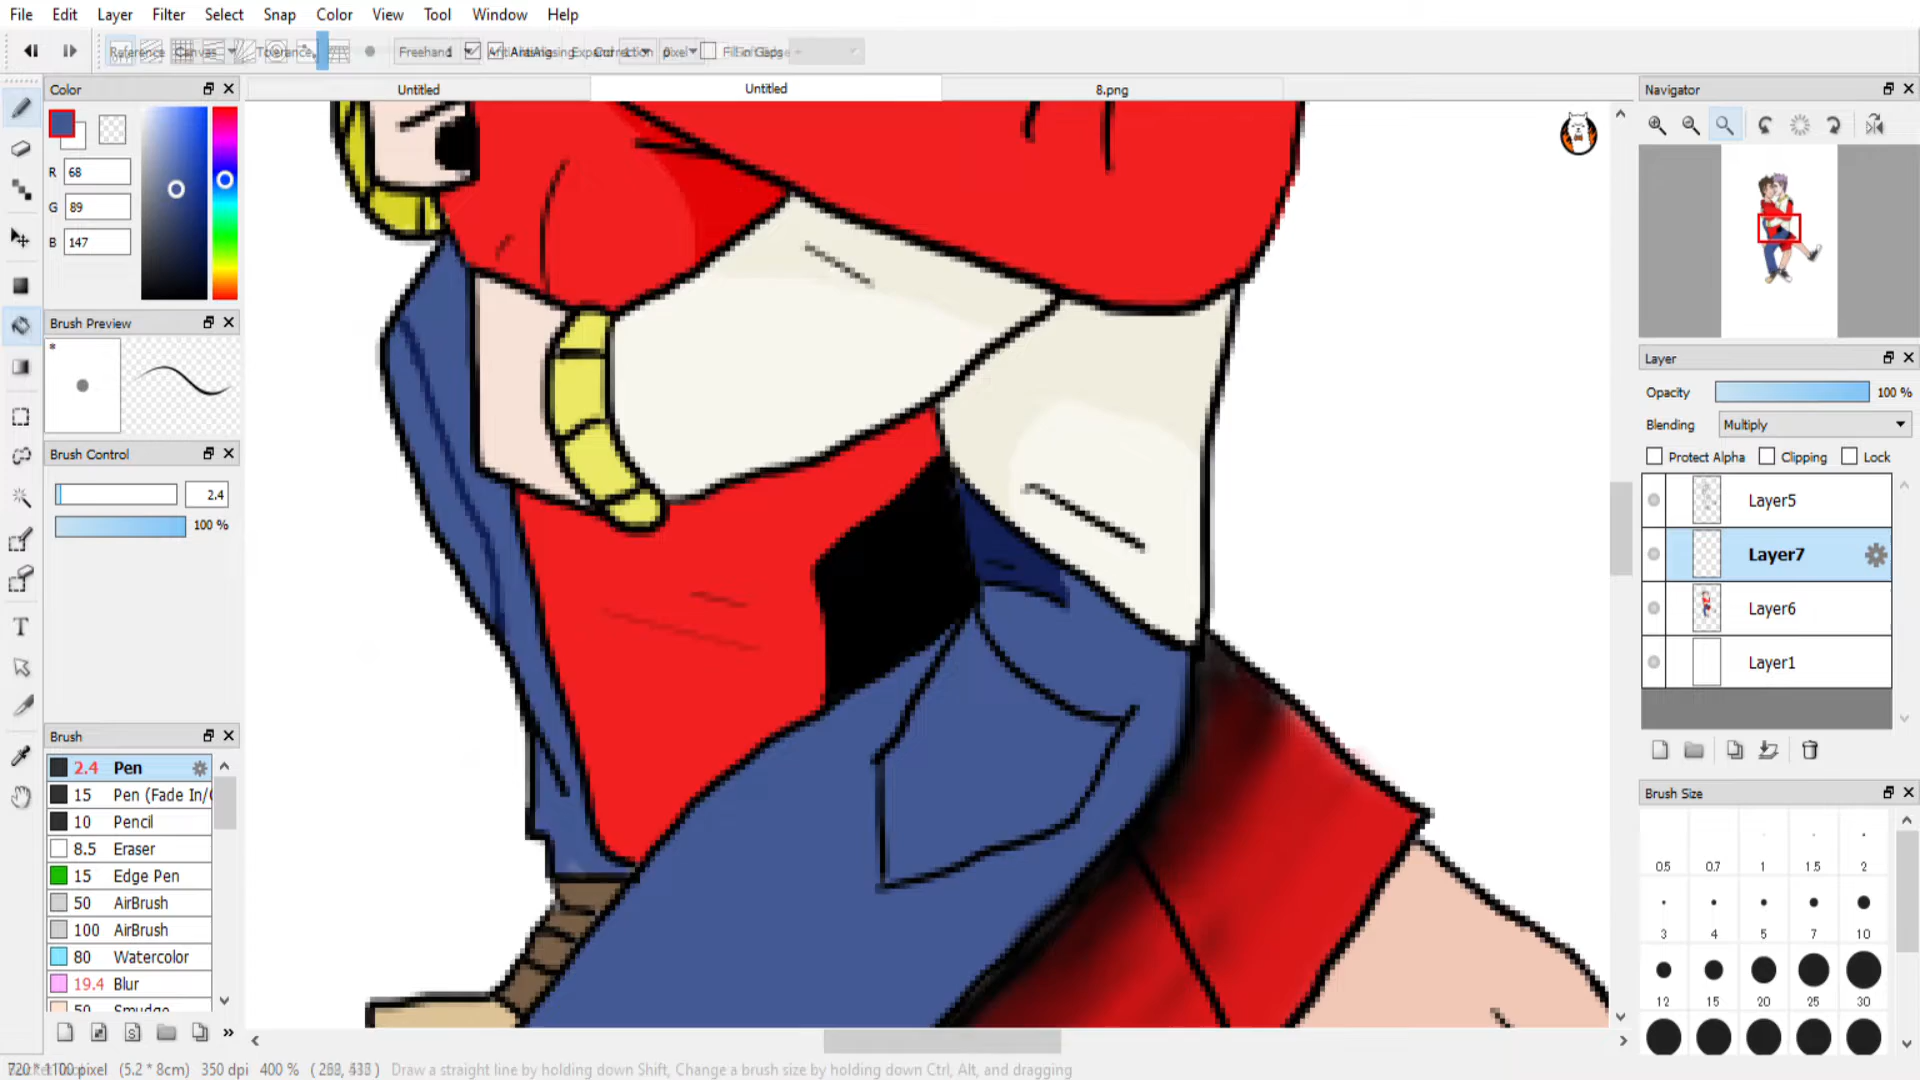 File Edit Layer Filter Select Snap Color View Tool Window Help
Reference Canvas Tolerance Freehand AntiAliasing Expand Correction pixel Fill in Gaps
Color
Untitled Untitled 8.png
Navigator
R 68
G 89
B 147
Brush Preview
Brush Control
2.4
100 %
Layer
Opacity 100 %
Blending Multiply
Protect Alpha Clipping Lock
Layer5
Layer7
Layer6
Layer1
Brush
2.4 Pen
15 Pen (Fade In/
10 Pencil
8.5 Eraser
15 Edge Pen
50 AirBrush
100 AirBrush
80 Watercolor
19.4 Blur
50 Smudge
Brush Size
0.5 0.7 1 1.5 2
3 4 5 7 10
12 15 20 25 30
720 * 1100 pixel (5.2 * 8cm) 350 dpi 400 % Draw a straight line by holding down Shift, Change a brush size by holding down Ctrl, Alt, and dragging